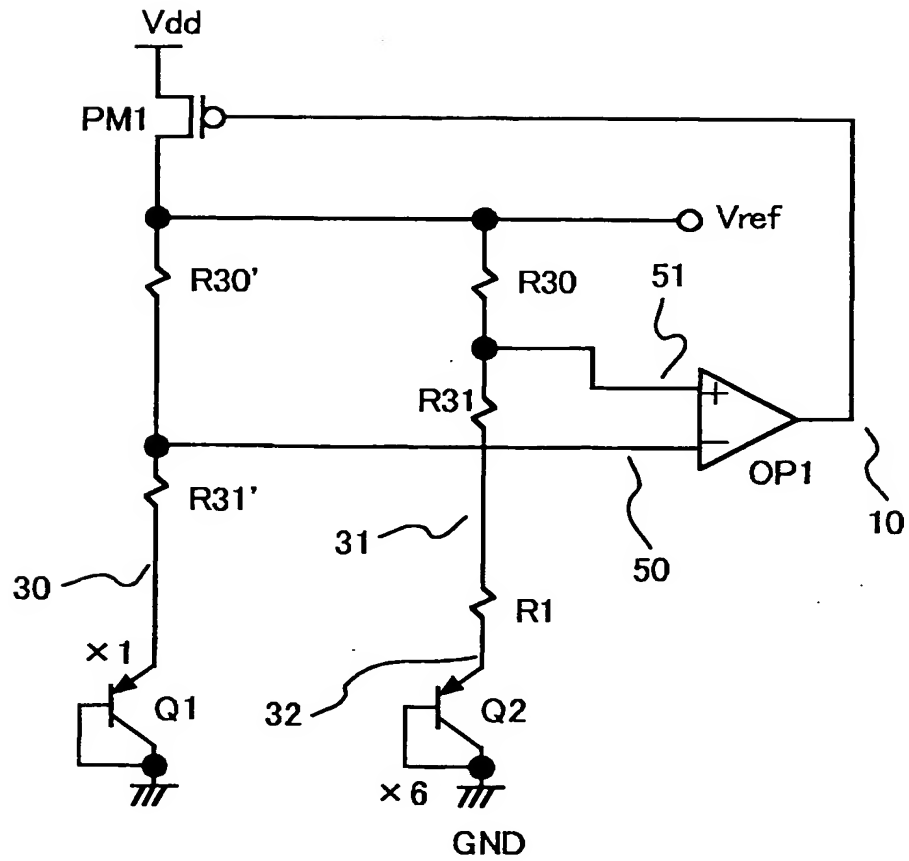 Vdd
PM1
Vref
R30'
R30
51
R31
+
−
OP1
R31'
31
50
10
30
R1
×1
Q1
32
Q2
×6
GND